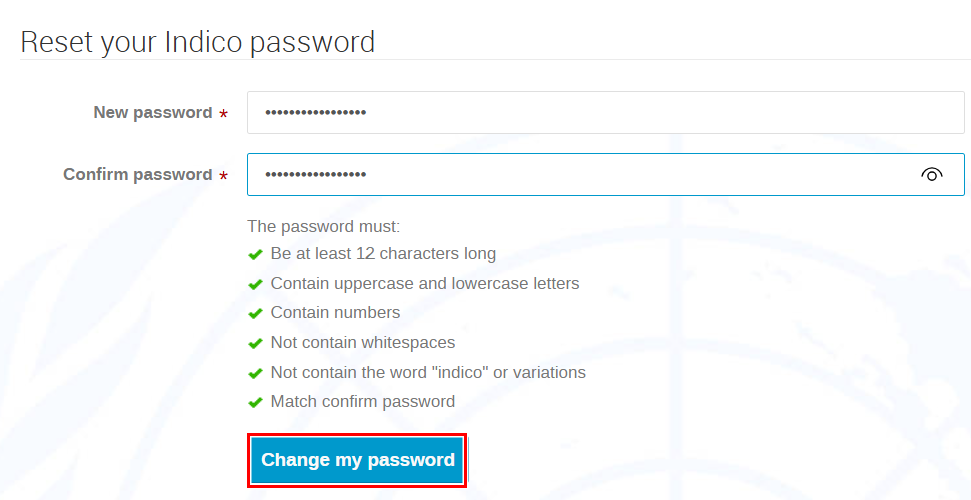 Reset your Indico password
New password *
•••••••••••••••••
Confirm password *
•••••••••••••••••
The password must:
Be at least 12 characters long
Contain uppercase and lowercase letters
Contain numbers
Not contain whitespaces
Not contain the word "indico" or variations
Match confirm password
Change my password